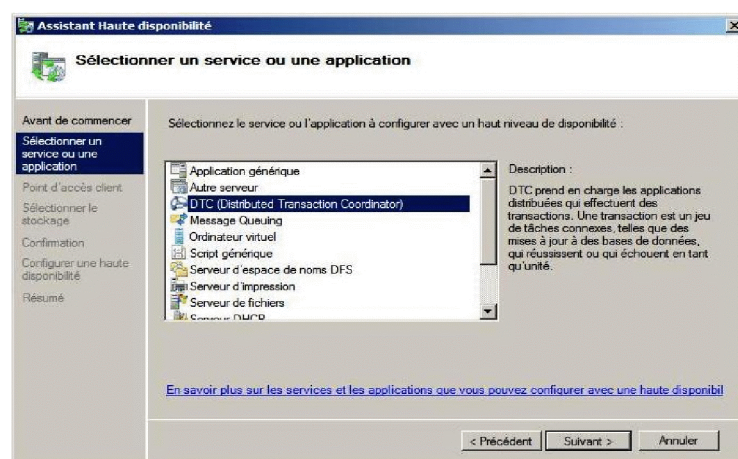 Assistant Haute disponibilité
Sélectionner un service ou une application
Avant de commencer
Sélectionner un
service ou une
application
Point d'accès client
Sélectionner le
stockage
Confirmation
Configurer une haute
disponibilité
Résumé
Sélectionnez le service ou l'application à configurer avec un haut niveau de disponibilité :
Application générique
Autre serveur
DTC (Distributed Transaction Coordinator)
Message Queuing
Ordinateur virtuel
Script générique
Serveur d'espace de noms DFS
Serveur d'impression
Serveur de fichiers
Serveur DHCP
Description :
DTC prend en charge les applications
distribuées qui effectuent des
transactions. Une transaction est un jeu
de tâches connexes, telles que des
mises à jour à des bases de données,
qui réussissent ou qui échouent en tant
qu'unité.
En savoir plus sur les services et les applications que vous pouvez configurer avec une haute disponibil
< Précédent
Suivant >
Annuler